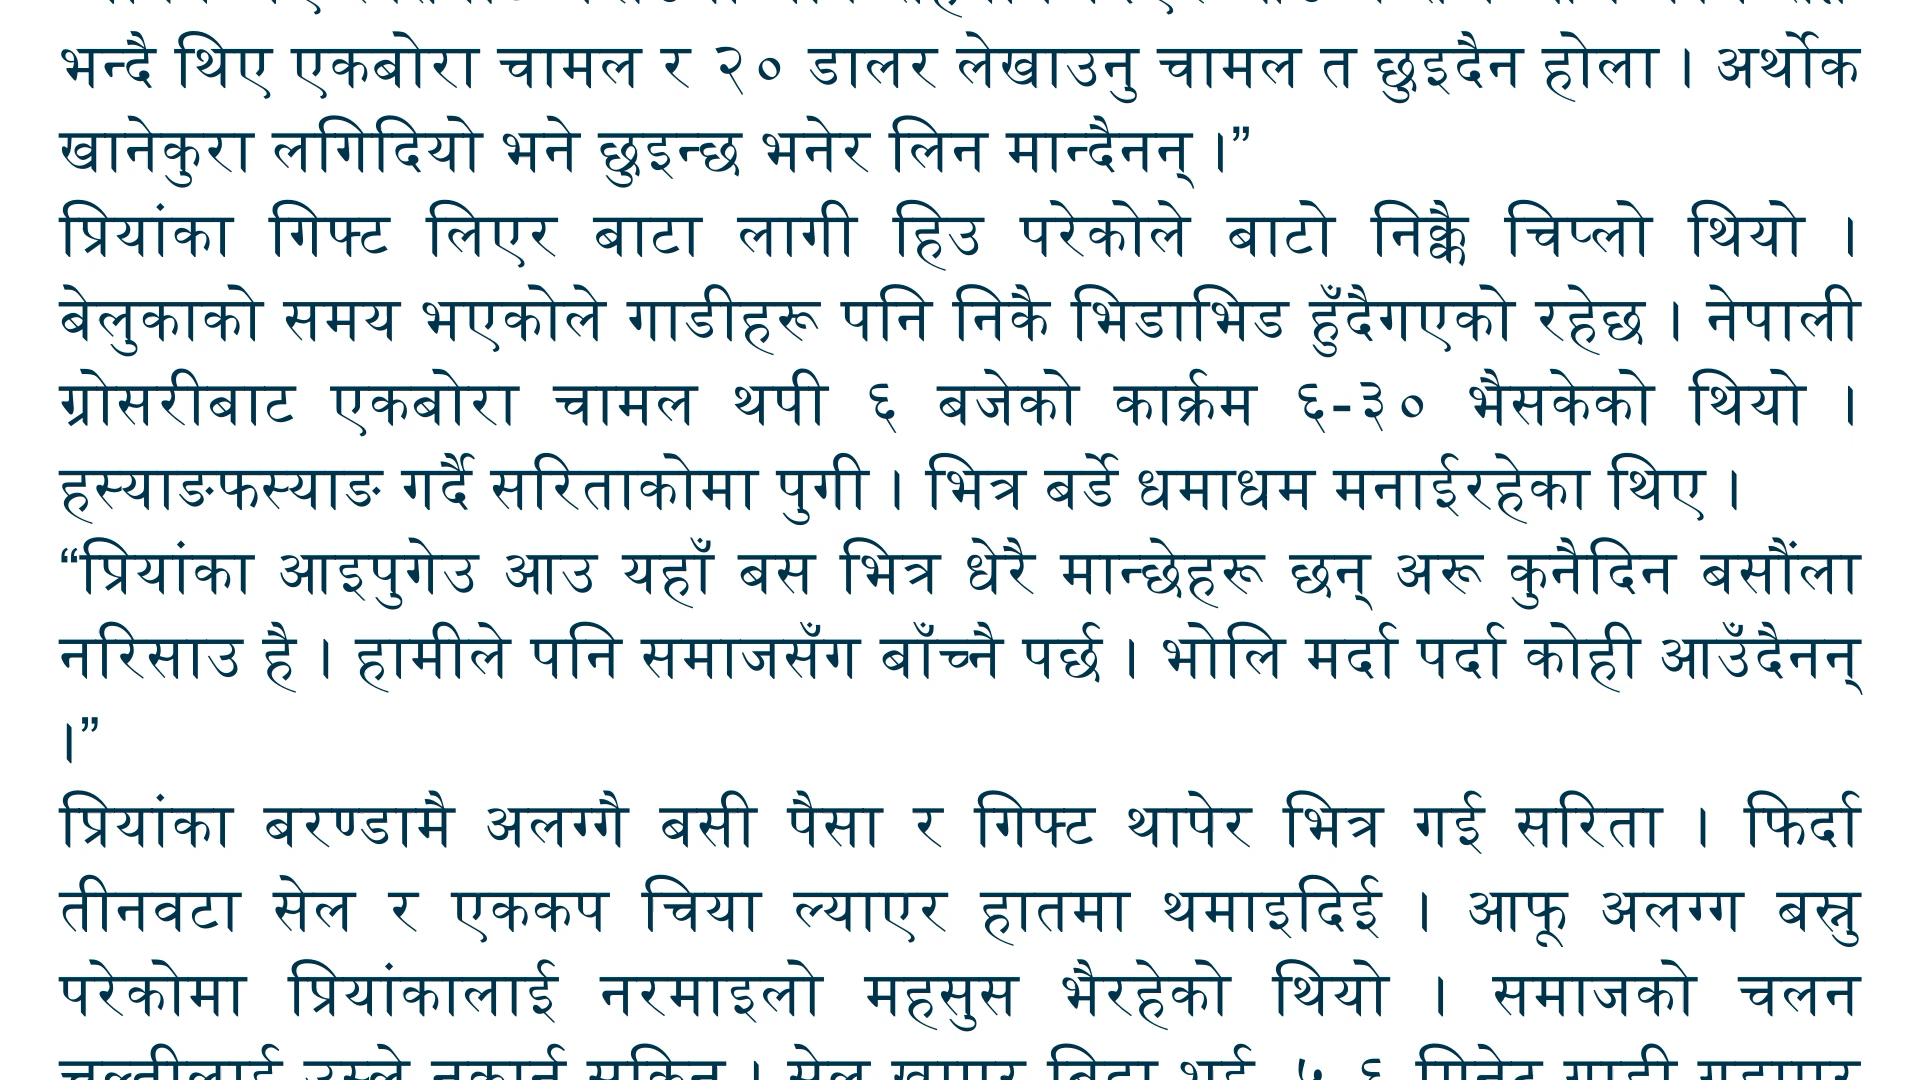 भन्दै थिए एकबोरा चामल र २० डालर लेखाउनु चामल त छुइदैन होला । अर्थोक
खानेकुरा लगिदियो भने छुइन्छ भनेर लिन मान्दैनन् ।”
प्रियांका गिफ्ट लिएर बाटा लागी हिउ परेकोले बाटो निक्कै चिप्लो थियो ।
बेलुकाको समय भएकोले गाडीहरू पनि निकै भिडाभिड हुँदैगएको रहेछ । नेपाली
ग्रोसरीबाट एकबोरा चामल थपी ६ बजेको कार्क्रम ६-३० भैसकेको थियो ।
हस्याङफस्याङ गर्दै सरिताकोमा पुगी । भित्र बर्डे धमाधम मनाईरहेका थिए ।
“प्रियांका आइपुगेउ आउ यहाँ बस भित्र धेरै मान्छेहरू छन् अरू कुनैदिन बसौंला
नरिसाउ है । हामीले पनि समाजसँग बाँच्नै पर्छ । भोलि मर्दा पर्दा कोही आउँदैनन्
।”
प्रियांका बरण्डामै अलग्गै बसी पैसा र गिफ्ट थापेर भित्र गई सरिता । फिर्दा
तीनवटा सेल र एककप चिया ल्याएर हातमा थमाइदिई । आफू अलग्ग बस्नु
परेकोमा प्रियांकालाई नरमाइलो महसुस भैरहेको थियो । समाजको चलन